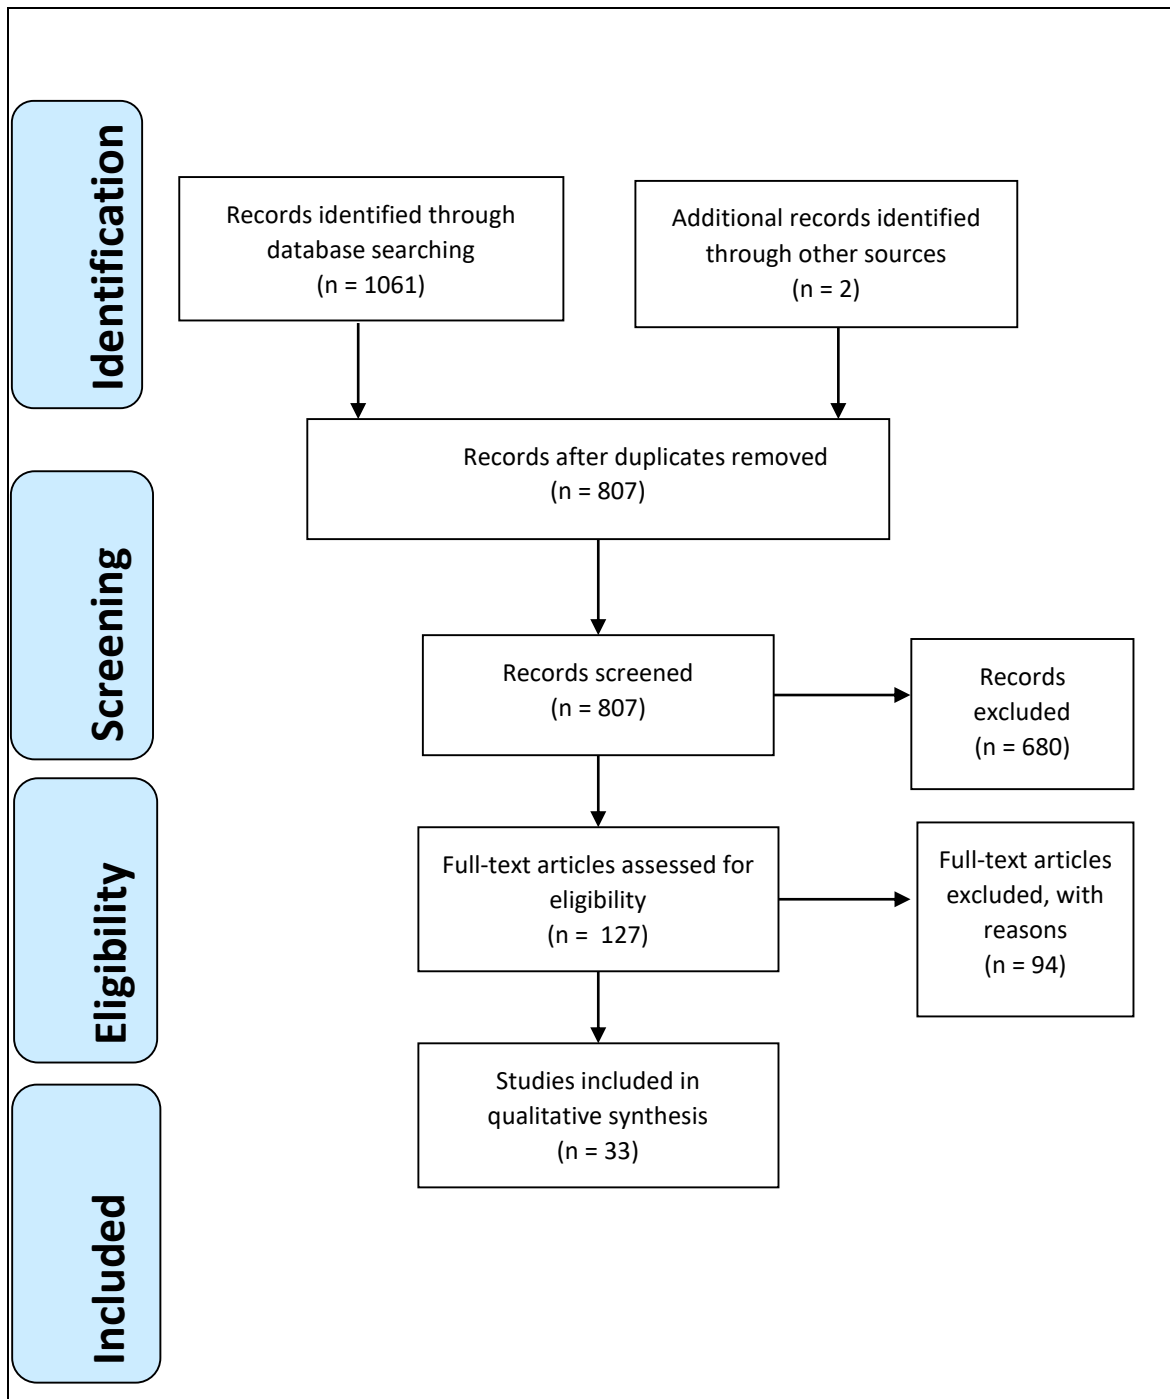 Identification
Records identified through
database searching
(n = 1061)
Additional records identified
through other sources
(n = 2)
Records after duplicates removed
(n = 807)
Screening
Records screened
(n = 807)
Records
excluded
(n = 680)
Eligibility
Full-text articles assessed for
eligibility
(n =  127)
Full-text articles
excluded, with
reasons
(n = 94)
Included
Studies included in
qualitative synthesis
(n = 33)